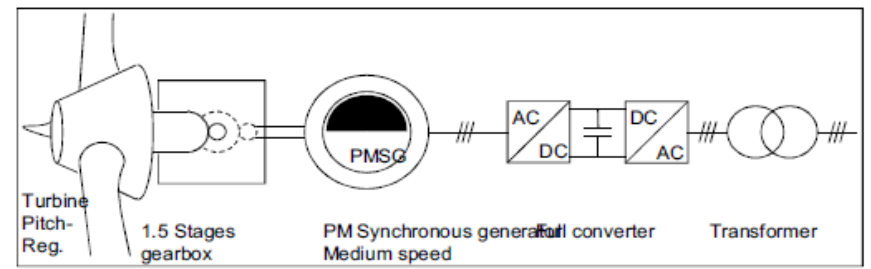 AC
DC
DC
AC
PMSG
Turbine
Pitch-
Reg.
1.5 Stages
gearbox
PM Synchronous generator
Medium speed
Full converter
Transformer